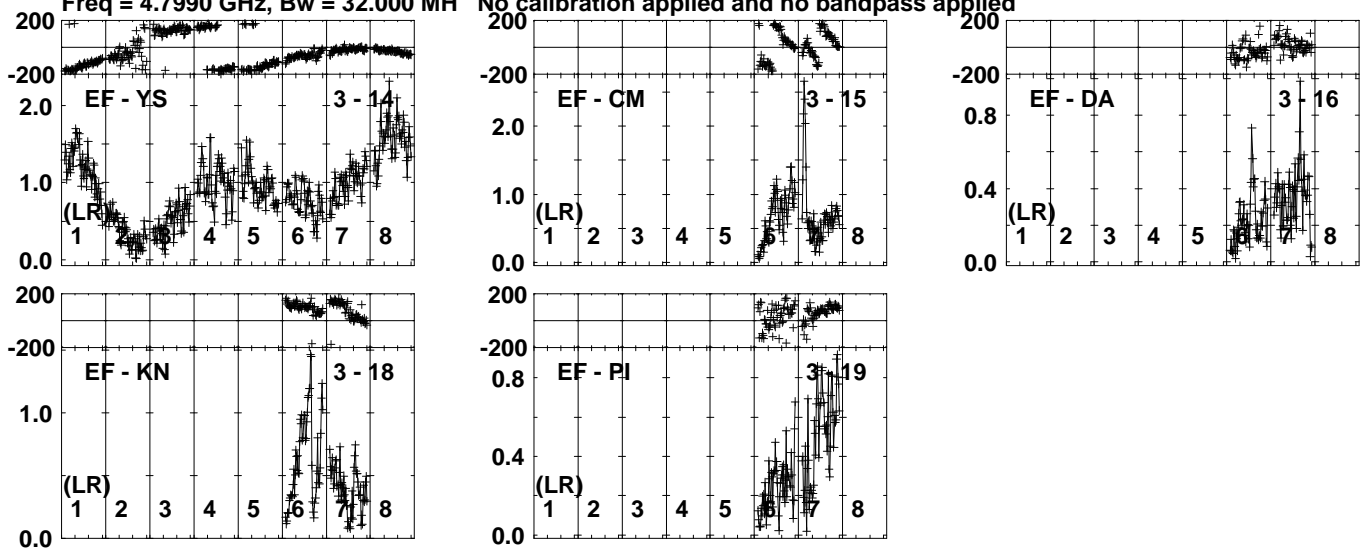 Freq = 4.7990 GHz, Bw = 32.000 MH No calibration applied and no bandpass applied
200
-200
EF - YS 3 - 14
2.0
1.0
(LR)
1 2 3 4 5 6 7 8
0.0
200
-200
EF - CM 3 - 15
2.0
1.0
(LR)
1 2 3 4 5 6 7 8
0.0
200
-200
EF - DA 3 - 16
0.8
0.4
(LR)
1 2 3 4 5 6 7 8
0.0
200
-200
EF - KN 3 - 18
1.0
(LR)
1 2 3 4 5 6 7 8
0.0
200
-200
EF - PI 3 - 19
0.8
0.4
(LR)
1 2 3 4 5 6 7 8
0.0